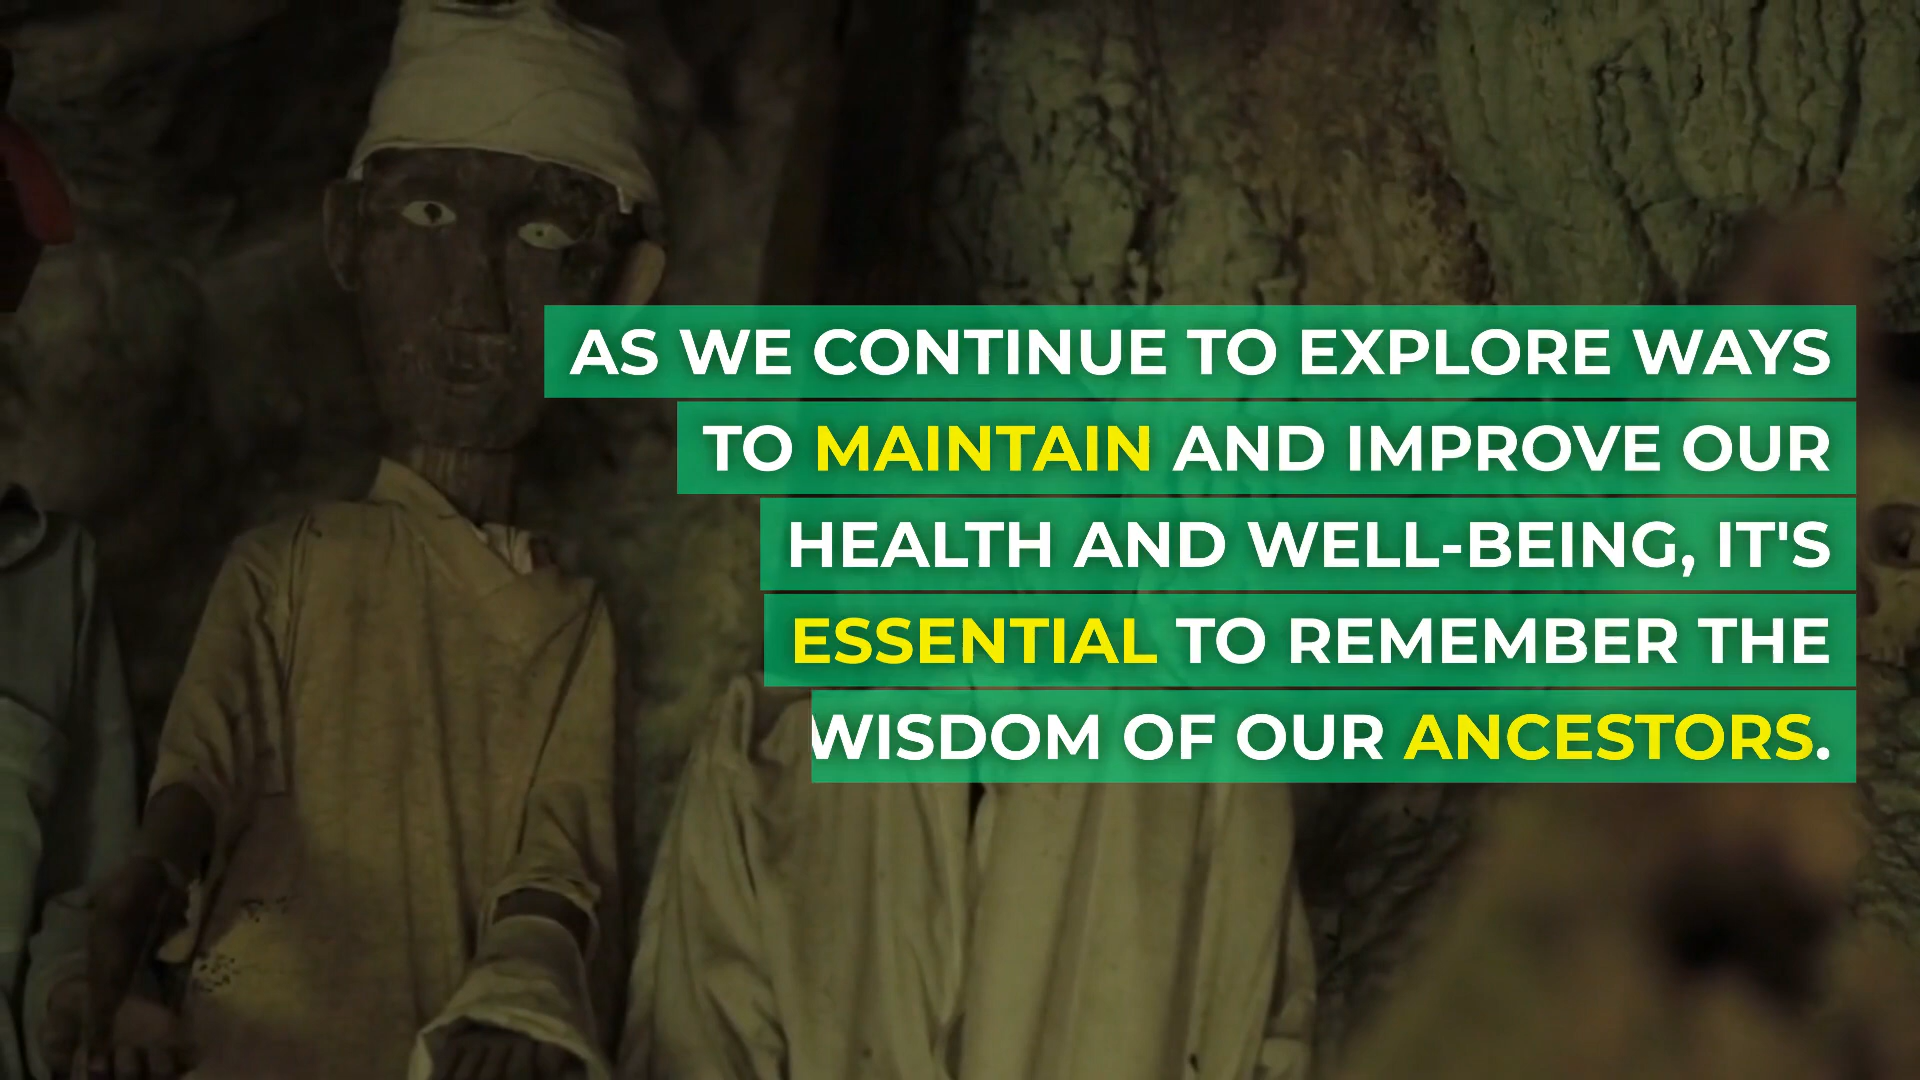 AS WE CONTINUE TO EXPLORE WAYS
TO MAINTAIN AND IMPROVE OUR
HEALTH AND WELL-BEING, IT'S
ESSENTIAL TO REMEMBER THE
WISDOM OF OUR ANCESTORS.